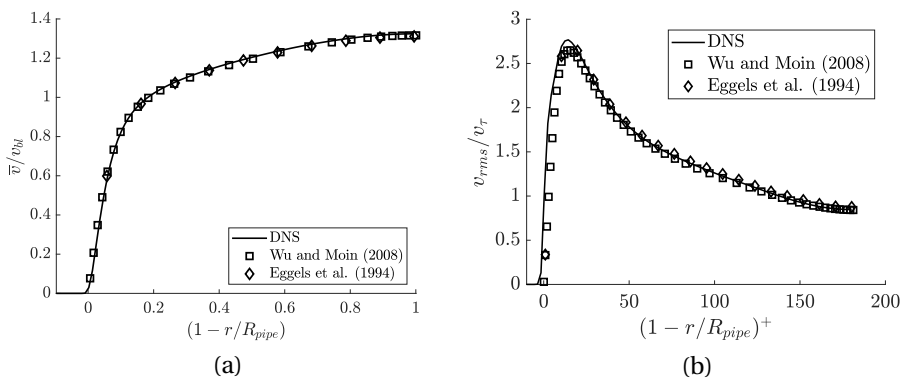 1.4
1.2
1
0.8
0.6
0.4
0.2
0
v̅/v_bl
DNS
Wu and Moin (2008)
Eggels et al. (1994)
0 0.2 0.4 0.6 0.8 1
(1 − r/R_pipe)
(a)
3
2.5
2
1.5
1
0.5
0
v_rms/v_τ
DNS
Wu and Moin (2008)
Eggels et al. (1994)
0 50 100 150 200
(1 − r/R_pipe)^+
(b)